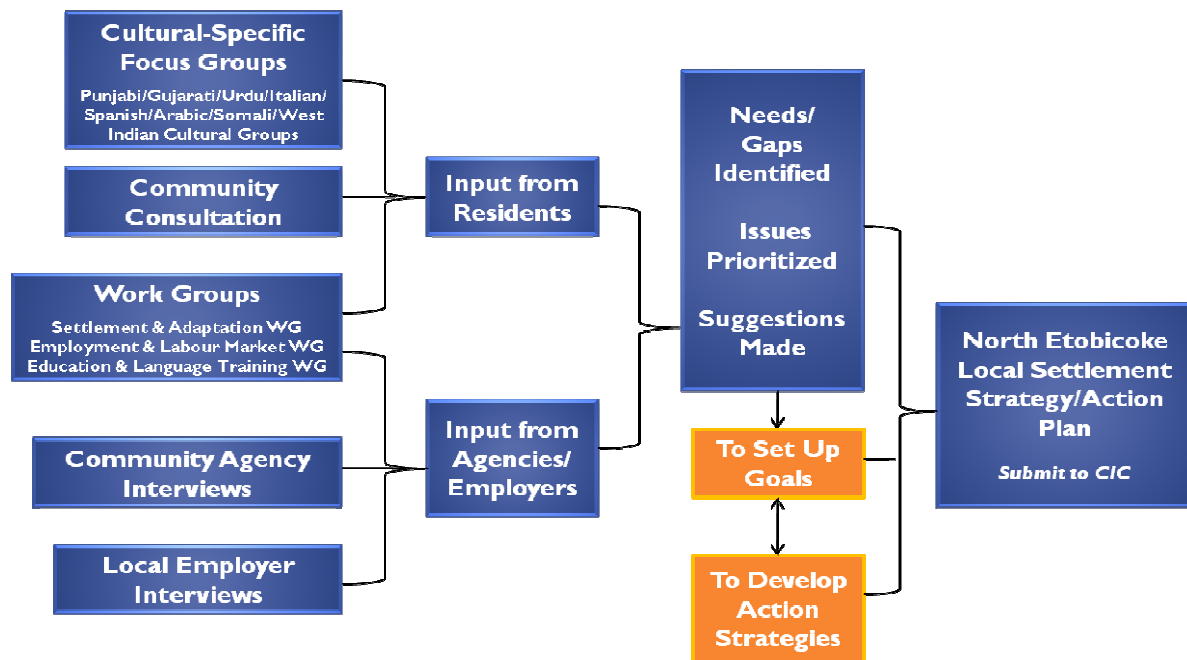 Cultural-Specific
Focus Groups
Punjabi/Gujarati/Urdu/Italian/
Spanish/Arabic/Somali/West
Indian Cultural Groups
Community
Consultation
Work Groups
Settlement & Adaptation WG
Employment & Labour Market WG
Education & Language Training WG
Community Agency
Interviews
Local Employer
Interviews
Input from
Residents
Input from
Agencies/
Employers
Needs/
Gaps
Identified
Issues
Prioritized
Suggestions
Made
To Set Up
Goals
To Develop
Action
Strategies
North Etobicoke
Local Settlement
Strategy/Action
Plan
Submit to CIC